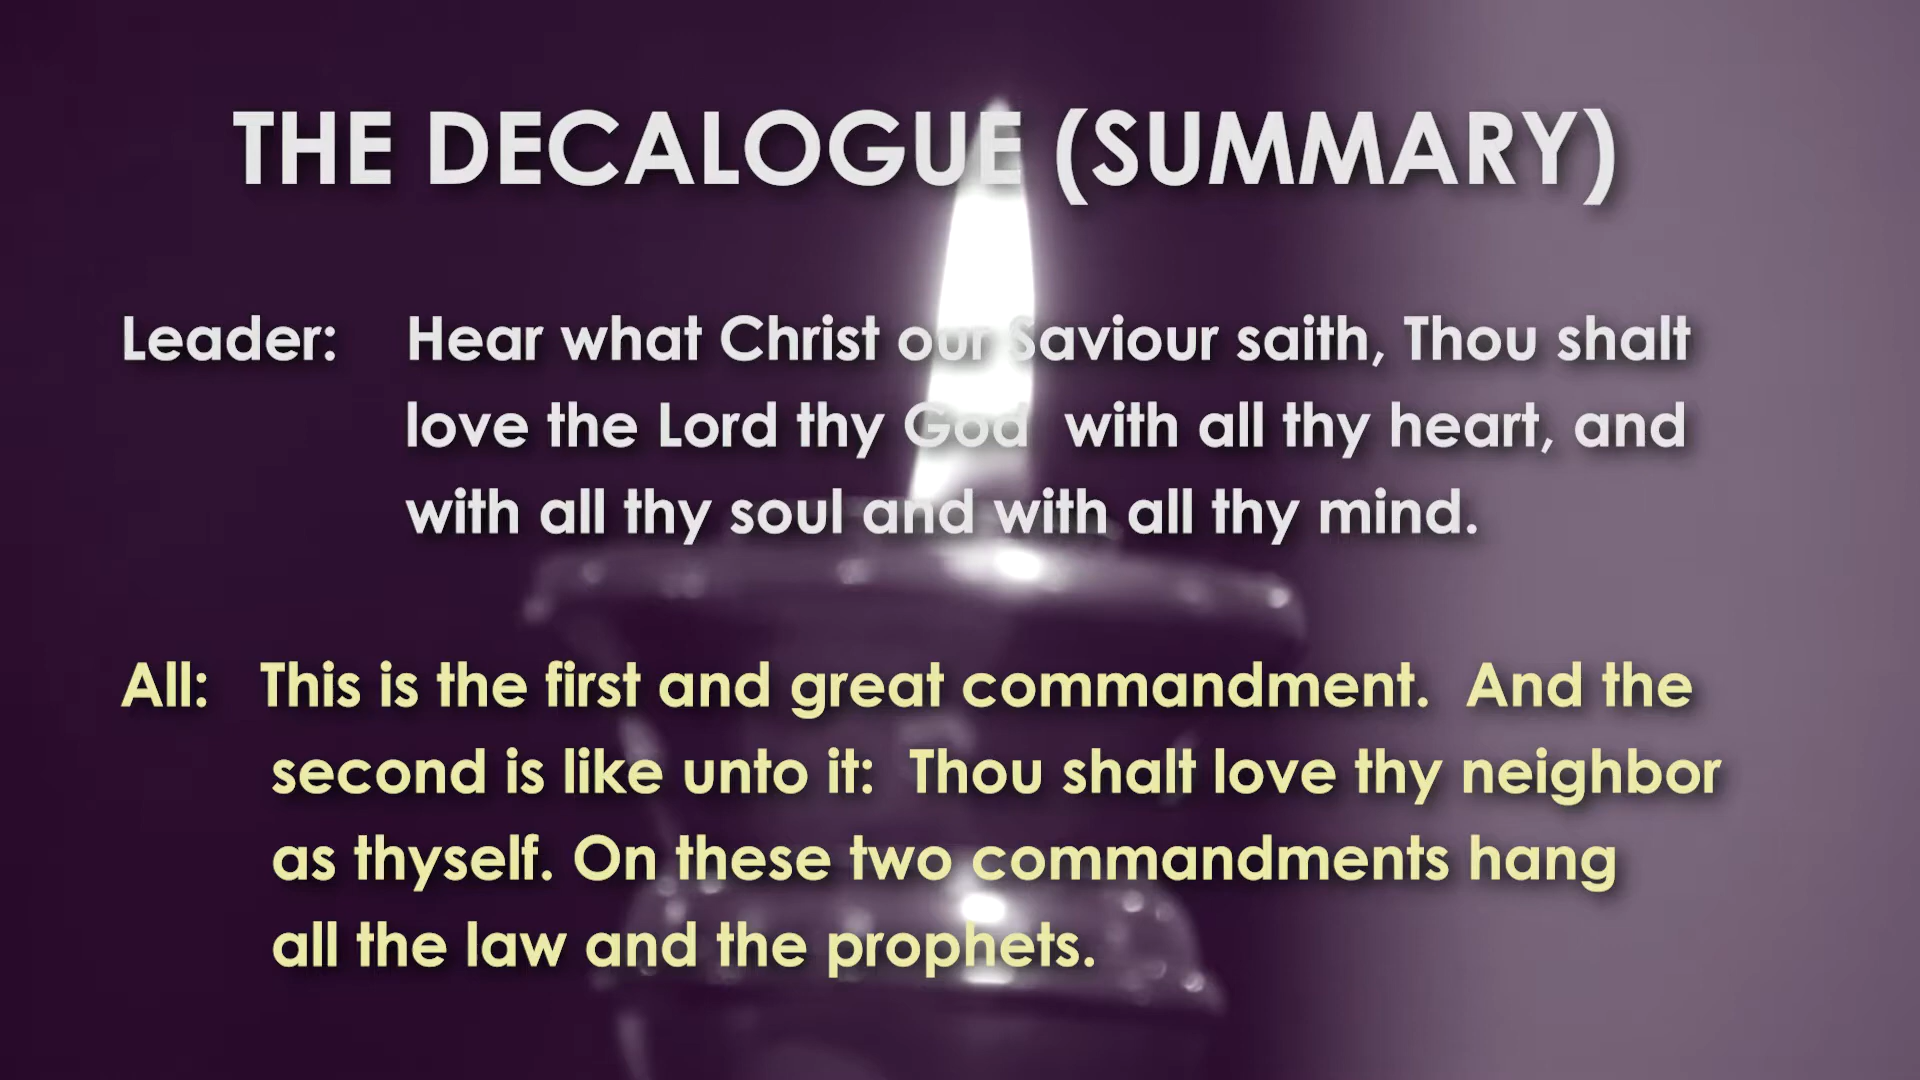 THE DECALOGUE (SUMMARY)
Leader: Hear what Christ our Saviour saith, Thou shalt
love the Lord thy God with all thy heart, and
with all thy soul and with all thy mind.
All: This is the first and great commandment. And the
second is like unto it: Thou shalt love thy neighbor
as thyself. On these two commandments hang
all the law and the prophets.